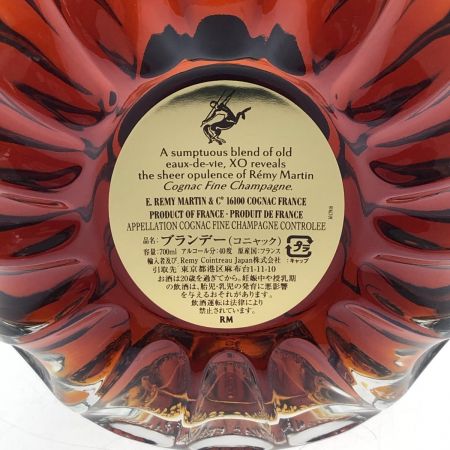 A sumptuous blend of old
eaux-de-vie, XO reveals
the sheer opulence of Rémy Martin
Cognac Fine Champagne.
E. REMY MARTIN & Cº 16100 COGNAC FRANCE
PRODUCT OF FRANCE · PRODUIT DE FRANCE
APPELLATION COGNAC FINE CHAMPAGNE CONTROLEE
品名:ブランデー(コニャック)
容量:700ml アルコール分:40度 原産国:フランス
輸入者及び Remy Cointreau Japan株式会社
引取先 東京都港区麻布台1-11-10
お酒は20歳を過ぎてから。妊娠中や授乳期
の飲酒は、胎児・乳児の発育に悪影響
を与えるおそれがあります。
飲酒運転は法律により
禁止されています。
プラ
:キャップ
RM